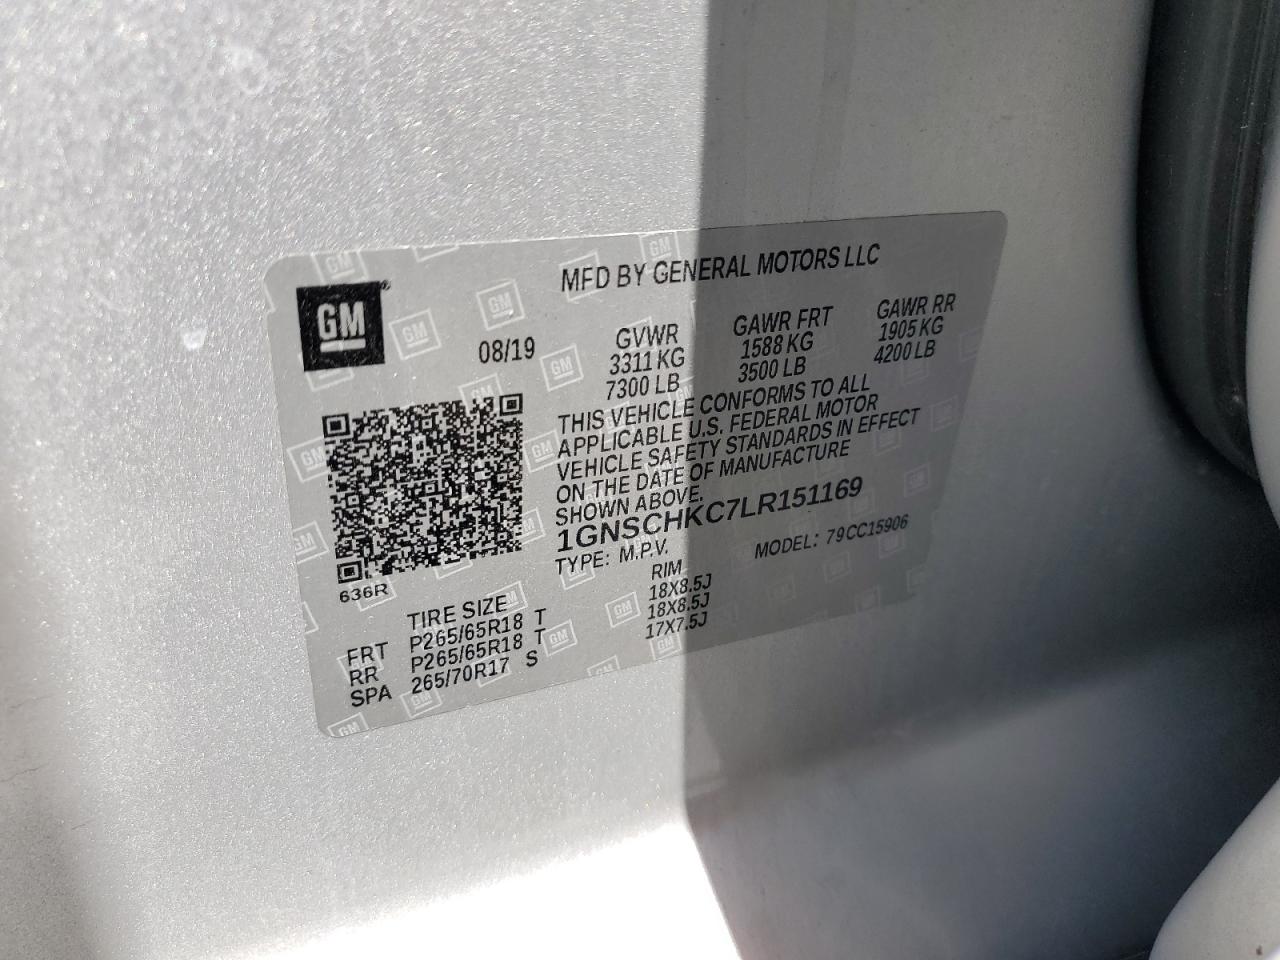 MFD BY GENERAL MOTORS LLC
GM
08/19
GVWR GAWR FRT GAWR RR
3311 KG 1588 KG 1905 KG
7300 LB 3500 LB 4200 LB
THIS VEHICLE CONFORMS TO ALL
APPLICABLE U.S. FEDERAL MOTOR
VEHICLE SAFETY STANDARDS IN EFFECT
ON THE DATE OF MANUFACTURE
SHOWN ABOVE.
1GNSCHKC7LR151169
TYPE: M.P.V. MODEL: 79CC15906
636R
TIRE SIZE RIM
FRT P265/65R18 T 18X8.5J
RR P265/65R18 T 18X8.5J
SPA 265/70R17 S 17X7.5J